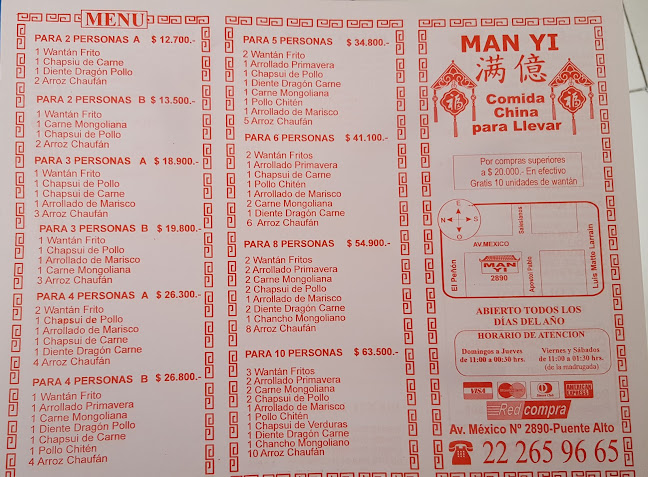 MENU
PARA 2 PERSONAS A $ 12.700.-
1 Wantán Frito
1 Chapsiu de Carne
1 Diente Dragón Pollo
2 Arroz Chaufán
PARA 2 PERSONAS B $ 13.500.-
1 Wantán Frito
1 Carne Mongoliana
1 Chapsui de Pollo
2 Arroz Chaufán
PARA 3 PERSONAS A $ 18.900.-
1 Wantán Frito
1 Chapsui de Pollo
1 Chapsui de Carne
1 Arrollado de Marisco
3 Arroz Chaufán
PARA 3 PERSONAS B $ 19.800.-
1 Wantán Frito
1 Chapsui de Pollo
1 Arrollado de Marisco
1 Carne Mongoliana
3 Arroz Chaufán
PARA 4 PERSONAS A $ 26.300.-
2 Wantán Frito
1 Chapsui de Pollo
1 Arrollado de Marisco
1 Chapsui de Carne
1 Diente Dragón Carne
4 Arroz Chaufán
PARA 4 PERSONAS B $ 26.800.-
1 Wantán Frito
1 Arrollado Primavera
1 Carne Mongoliana
1 Diente Dragón Pollo
1 Chapsui de Carne
1 Pollo Chitén
4 Arroz Chaufán
PARA 5 PERSONAS $ 34.800.-
2 Wantán Frito
1 Arrollado Primavera
1 Chapsui de Pollo
1 Diente Dragón Carne
1 Carne Mongoliana
1 Pollo Chitén
1 Arrollado de Marisco
5 Arroz Chaufán
PARA 6 PERSONAS $ 41.100.-
2 Wantán Fritos
1 Arrollado Primavera
1 Chapsui de Carne
1 Pollo Chitén
1 Arrollado de Marisco
2 Carne Mongoliana
1 Diente Dragón Carne
6 Arroz Chaufán
PARA 8 PERSONAS $ 54.900.-
2 Wantán Fritos
2 Arrollado Primavera
2 Carne Mongoliana
2 Chapsui de Pollo
1 Arrollado de Marisco
2 Diente Dragón Carne
1 Chancho Mongoliano
8 Arroz Chaufán
PARA 10 PERSONAS $ 63.500.-
3 Wantán Fritos
2 Arrollado Primavera
2 Carne Mongoliana
2 Chapsui de Pollo
1 Arrollado de Marisco
1 Pollo Chitén
1 Chapsui de Verduras
1 Diente Dragón Carne
1 Chancho Mongoliano
10 Arroz Chaufán
MAN YI
满億
福
福
Comida
China
para Llevar
Por compras superiores
a $ 20.000.- En efectivo
Gratis 10 unidades de wantán
E
N S
O
Salesianos
AV.MEXICO
El Peñón
MAN
YI
2890
Apostol Pablo
Luis Matte Larrain
ABIERTO TODOS LOS
DÍAS DEL AÑO
HORARIO DE ATENCION
Domingos a Jueves
de 11:00 a 00:30 hrs.
Viernes y Sábados
de 11:00 a 01:30 hrs.
(de la madrugada)
VISA
Diners Club
AMERICAN EXPRESS
Redcompra
Av. México Nº 2890-Puente Alto
22 265 96 65